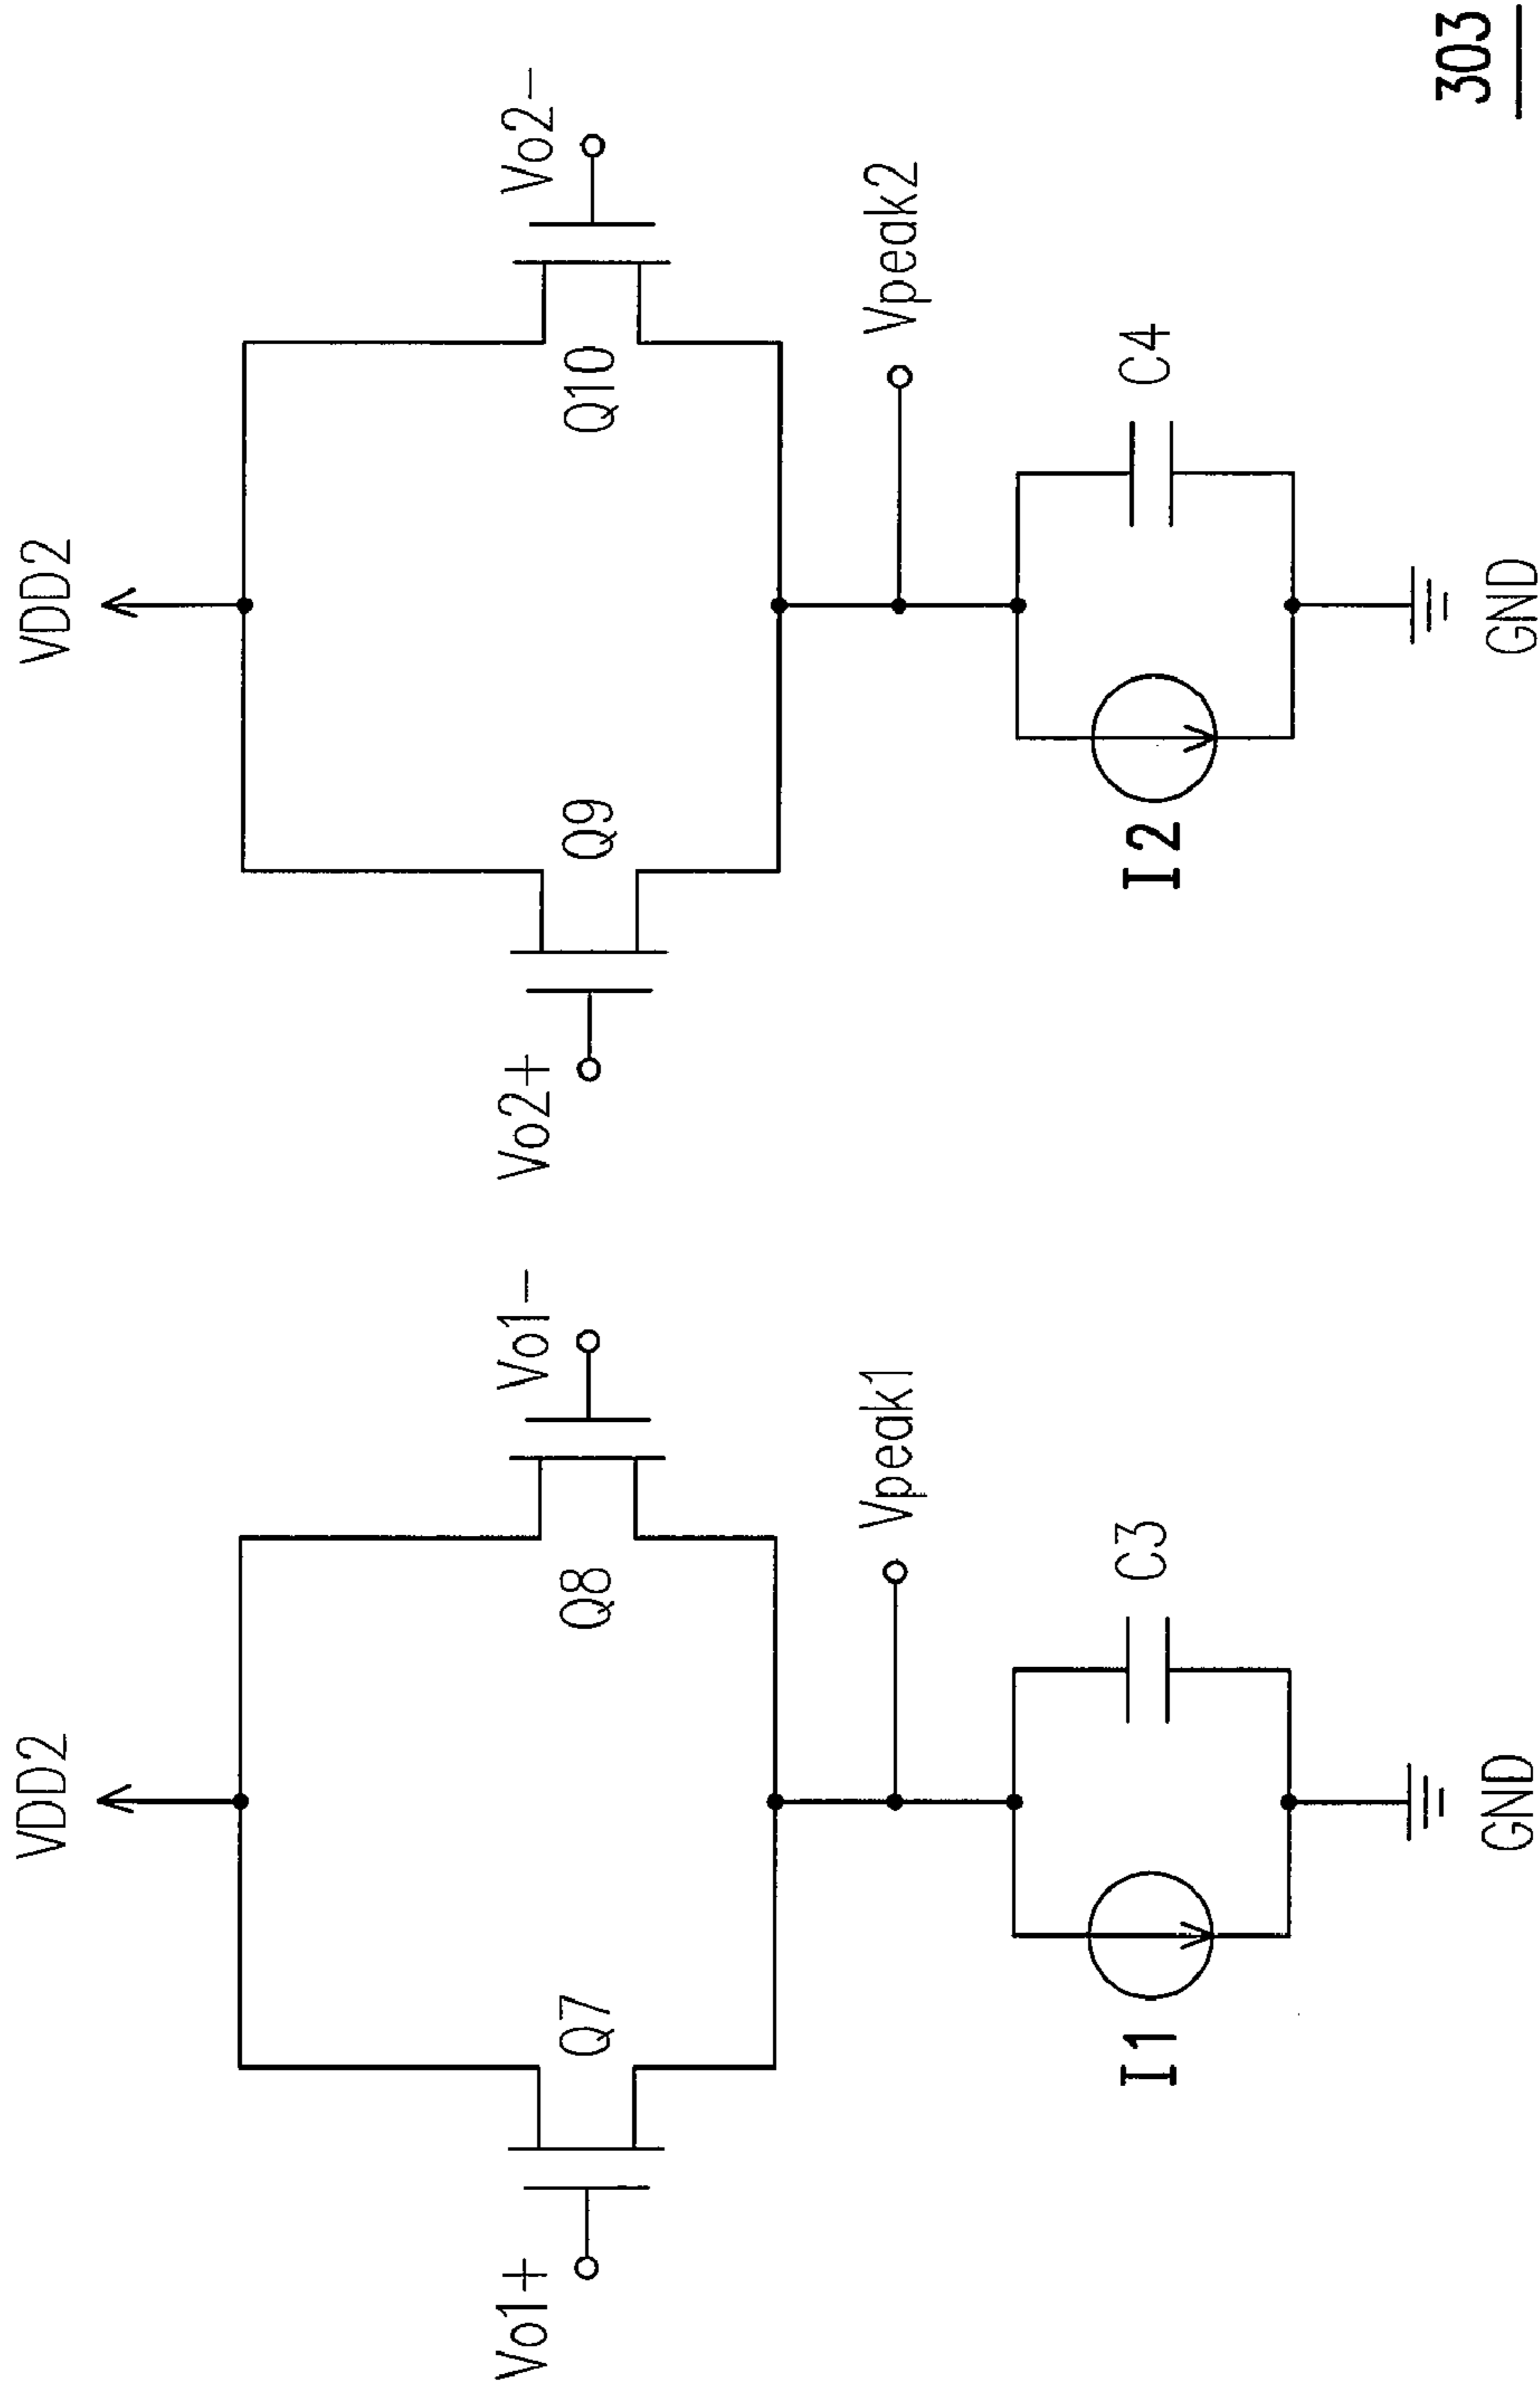 VDD2
VDD2
Vo1+
Vo1-
Vo2+
Vo2-
Q7
Q8
Q9
Q10
Vpeak1
Vpeak2
I1
C3
I2
C4
GND
GND
303